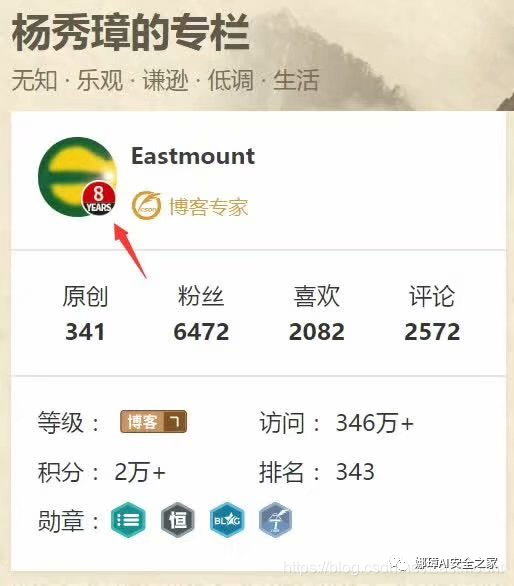 杨秀璋的专栏
无知 · 乐观 · 谦逊 · 低调 · 生活
Eastmount
8
YEARS
CSDN
博客专家
原创 粉丝 喜欢 评论
341 6472 2082 2572
等级： 博客 7 访问： 346万+
积分： 2万+ 排名： 343
勋章： 恒 BLAG
娜璋AI安全之家